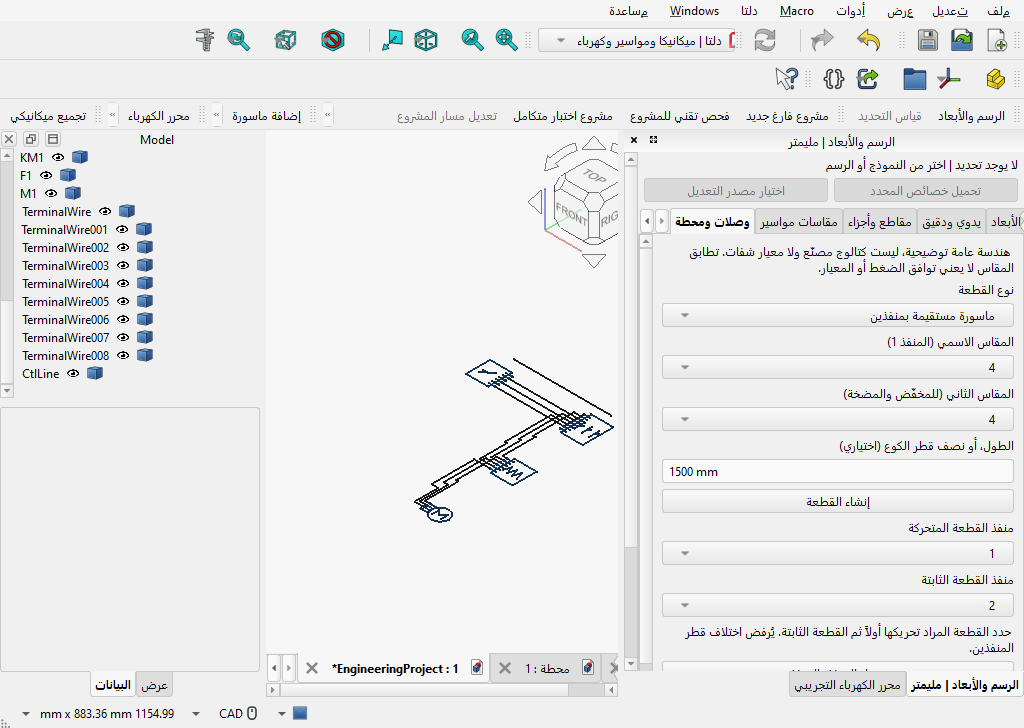 ملف تعديل عرض أدوات Macro دلتا Windows مساعدة
دلتا | ميكانيكا ومواسير وكهرباء
الرسم والأبعاد قياس التحديد مشروع فارغ جديد فحص تقني للمشروع مشروع اختبار متكامل تعديل مسار المشروع
إضافة ماسورة
محرر الكهرباء
تجميع ميكانيكي
Model
KM1
F1
M1
TerminalWire
TerminalWire001
TerminalWire002
TerminalWire003
TerminalWire004
TerminalWire005
TerminalWire006
TerminalWire007
TerminalWire008
CtlLine
عرض البيانات
TOP
FRONT
RIG
M
*EngineeringProject : 1
محطة : 1
الرسم والأبعاد | مليمتر
لا يوجد تحديد | اختر من النموذج أو الرسم
تحميل خصائص المحدد اختيار مصدر التعديل
الأبعاد يدوي ودقيق مقاطع وأجزاء مقاسات مواسير وصلات ومحطة
هندسة عامة توضيحية، ليست كتالوج مصنّع ولا معيار شفات. تطابق
المقاس لا يعني توافق الضغط أو المعيار.
نوع القطعة
ماسورة مستقيمة بمنفذين
المقاس الاسمي (المنفذ 1)
4
المقاس الثاني (للمخفّض والمضخة)
4
الطول، أو نصف قطر الكوع (اختياري)
1500 mm
إنشاء القطعة
منفذ القطعة المتحركة
1
منفذ القطعة الثابتة
2
حدد القطعة المراد تحريكها أولاً ثم القطعة الثابتة. يُرفض اختلاف قطر
المنفذين.
الرسم والأبعاد | مليمتر محرر الكهرباء التجريبي
mm x 883.36 mm 1154.99
CAD